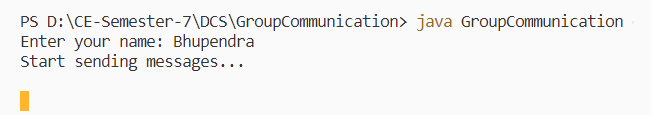 PS D:\CE-Semester-7\DCS\GroupCommunication> java GroupCommunication
Enter your name: Bhupendra
Start sending messages...